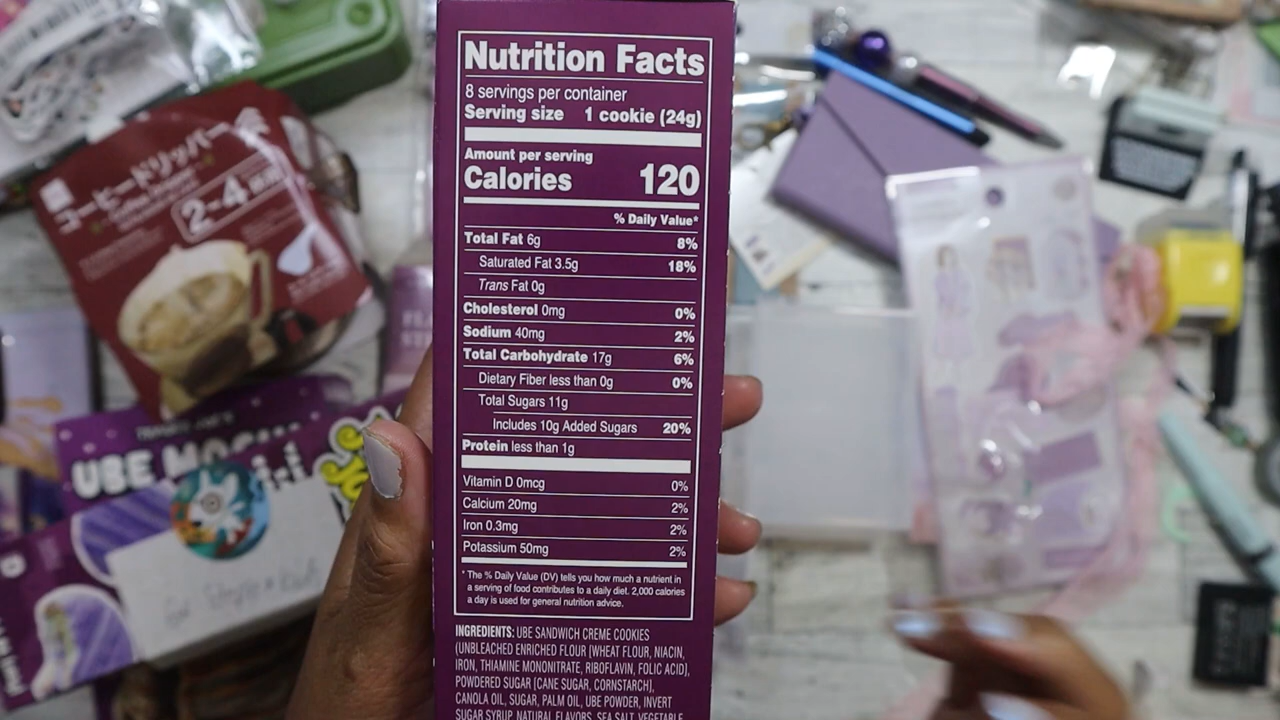 Nutrition Facts
8 servings per container
Serving size 1 cookie (24g)
Amount per serving
Calories 120
% Daily Value*
Total Fat 6g 8%
Saturated Fat 3.5g 18%
Trans Fat 0g
Cholesterol 0mg 0%
Sodium 40mg 2%
Total Carbohydrate 17g 6%
Dietary Fiber less than 0g 0%
Total Sugars 11g
Includes 10g Added Sugars 20%
Protein less than 1g
Vitamin D 0mcg 0%
Calcium 20mg 2%
Iron 0.3mg 2%
Potassium 50mg 2%
* The % Daily Value (DV) tells you how much a nutrient in
a serving of food contributes to a daily diet. 2,000 calories
a day is used for general nutrition advice.
INGREDIENTS: UBE SANDWICH CREME COOKIES
(UNBLEACHED ENRICHED FLOUR [WHEAT FLOUR, NIACIN,
IRON, THIAMINE MONONITRATE, RIBOFLAVIN, FOLIC ACID],
POWDERED SUGAR [CANE SUGAR, CORNSTARCH],
CANOLA OIL, SUGAR, PALM OIL, UBE POWDER, INVERT
SUGAR SYRUP, NATURAL FLAVORS, SEA SALT, VEGETABLE
コーヒードリッパー
2~4
UBE MOCHI